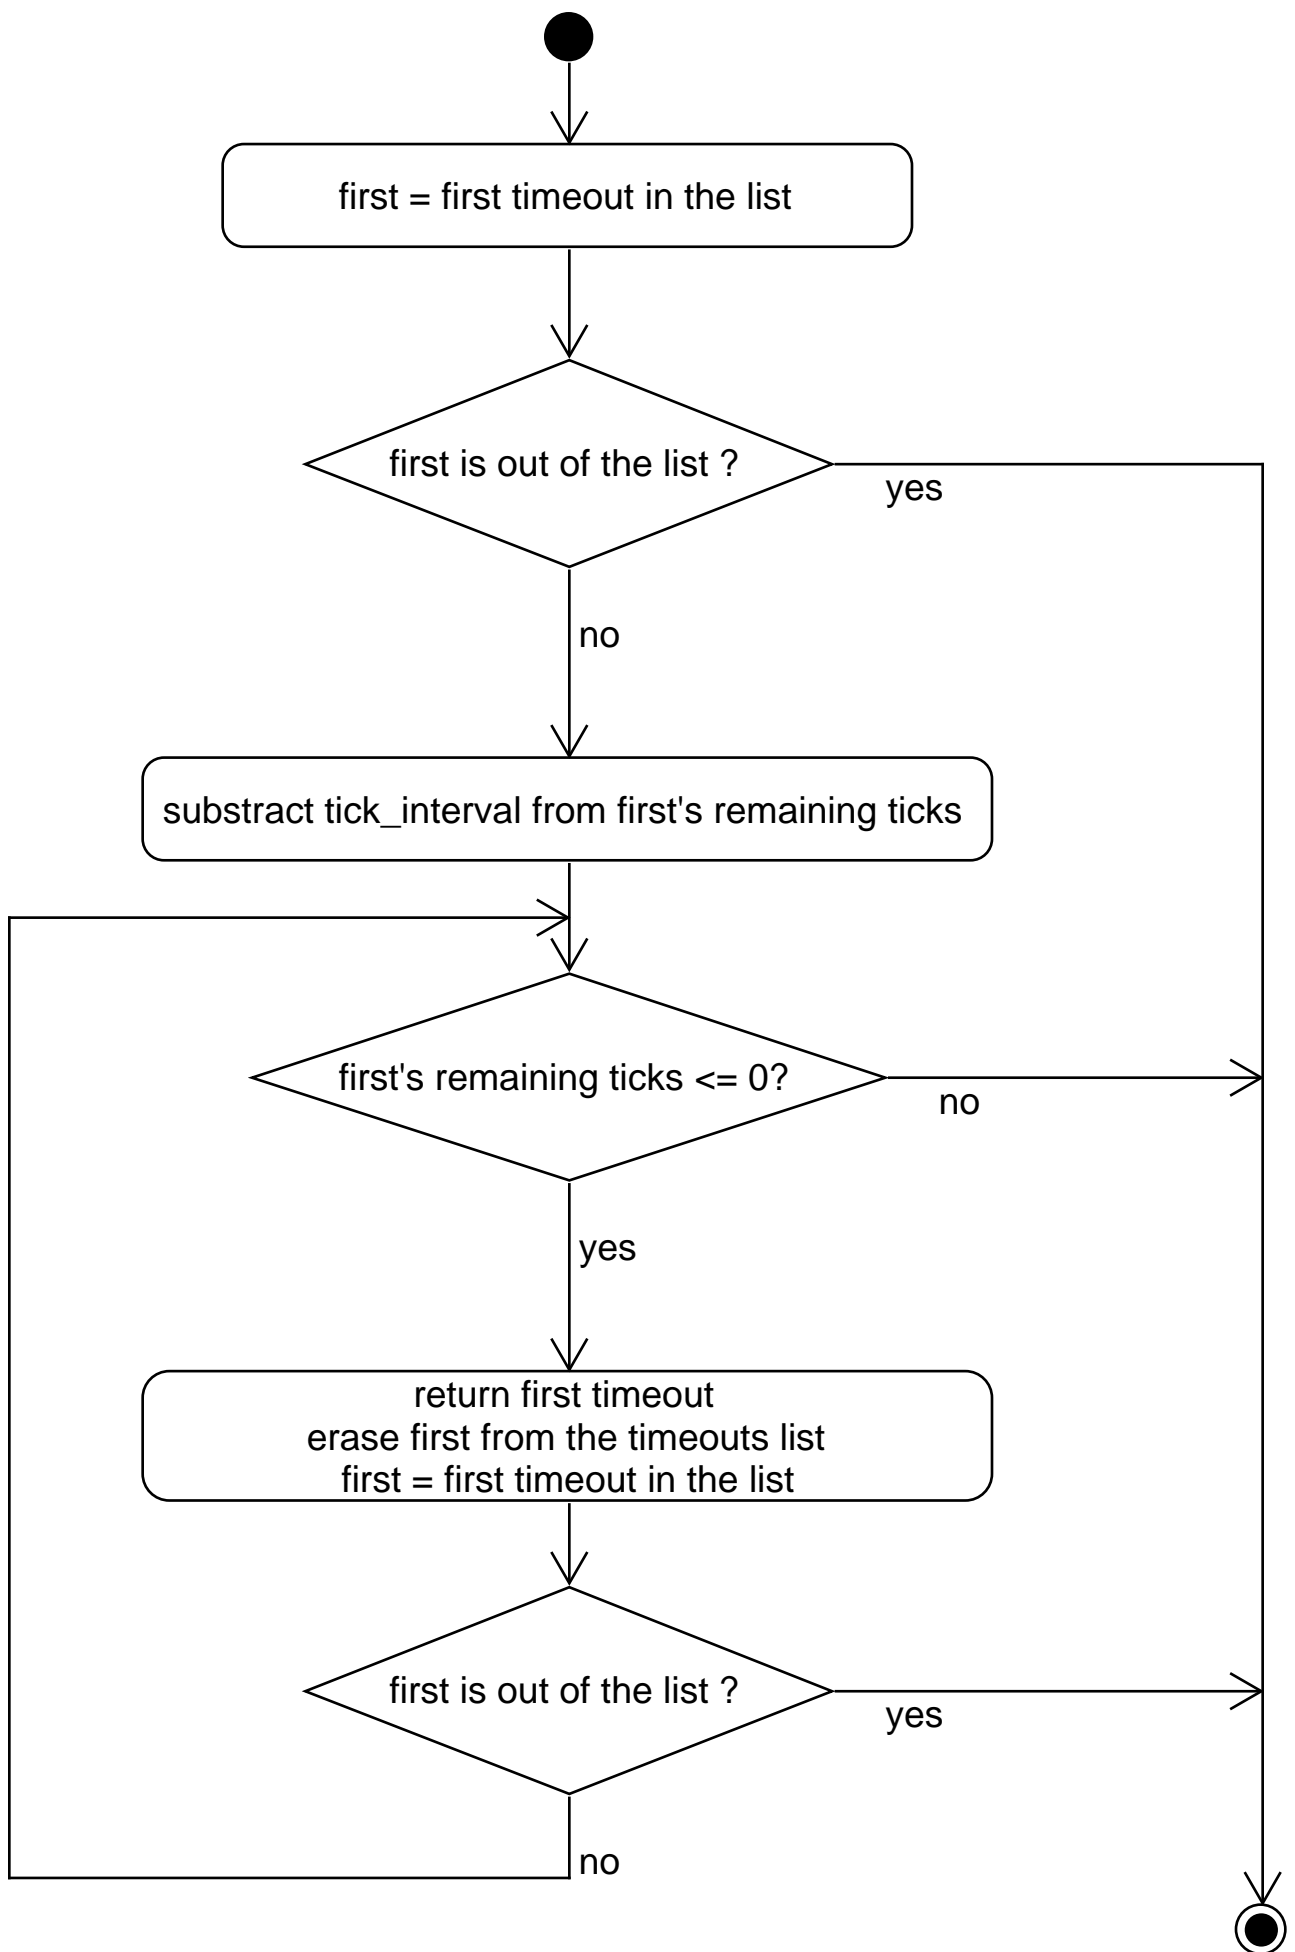 first = first timeout in the list
first is out of the list ?
yes
no
substract tick_interval from first's remaining ticks
first's remaining ticks <= 0?
no
yes
return first timeout
erase first from the timeouts list
first = first timeout in the list
first is out of the list ?
yes
no